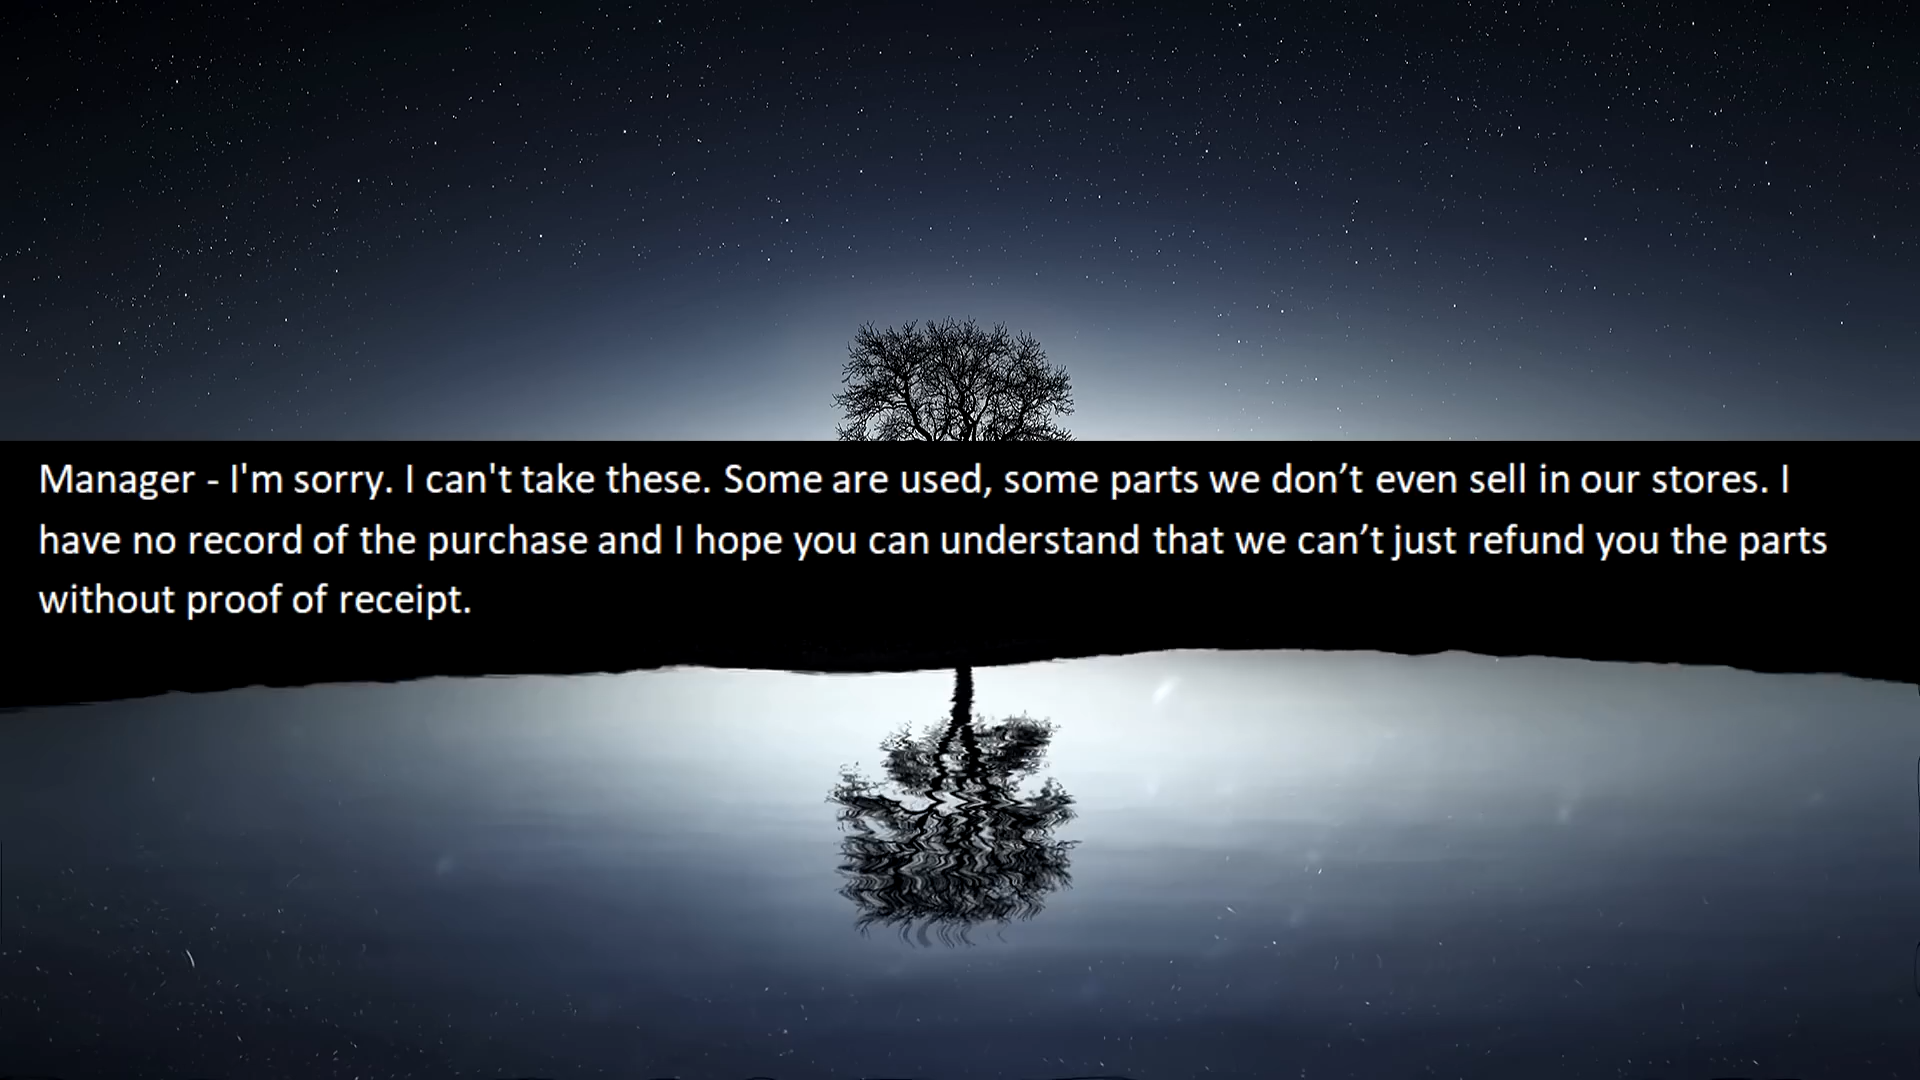 Manager - I'm sorry. I can't take these. Some are used, some parts we don’t even sell in our stores. I
have no record of the purchase and I hope you can understand that we can’t just refund you the parts
without proof of receipt.